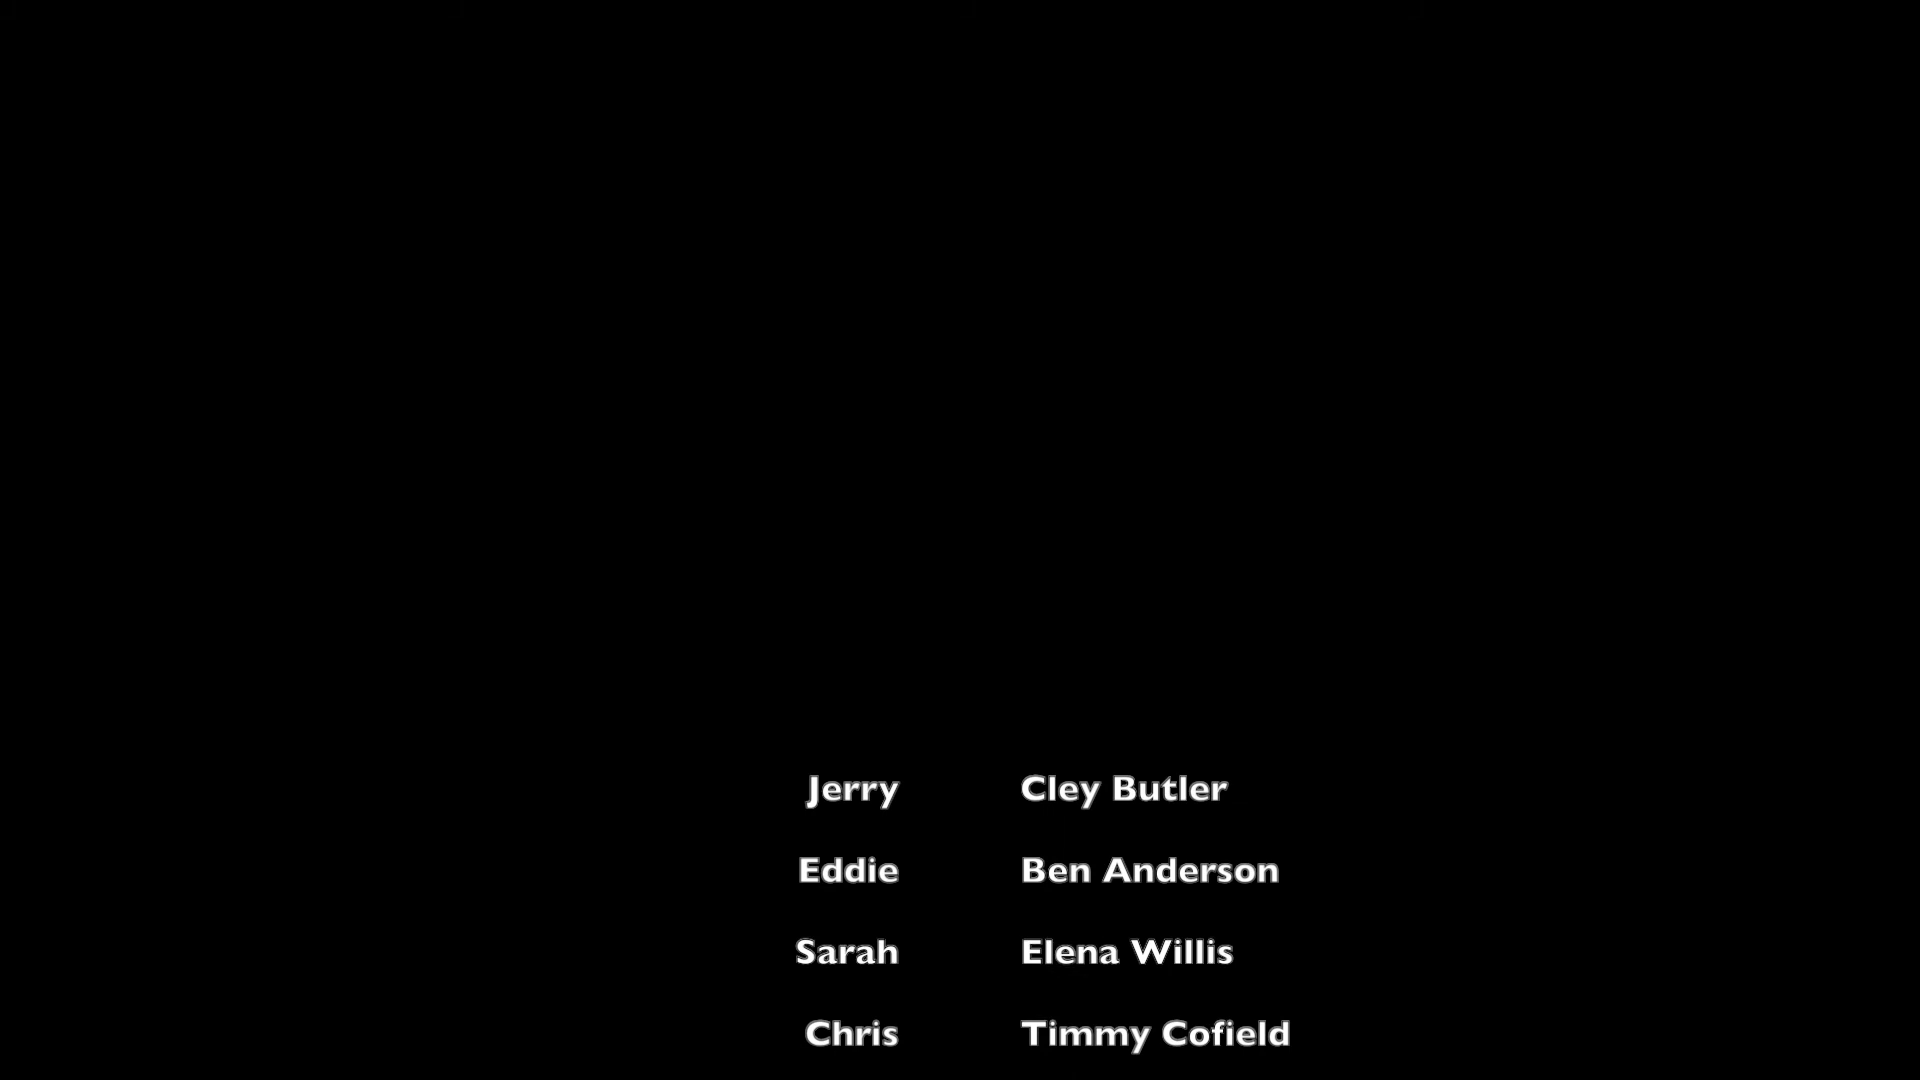 Jerry Cley Butler
Eddie Ben Anderson
Sarah Elena Willis
Chris Timmy Cofield